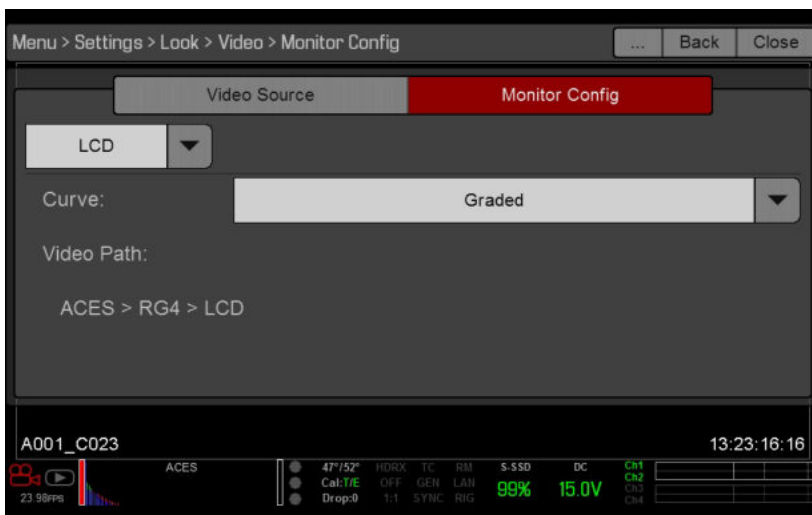 Menu > Settings > Look > Video > Monitor Config
... Back Close
Video Source Monitor Config
LCD
Curve: Graded
Video Path:
ACES > RG4 > LCD
A001_C023 13:23:16:16
ACES 47°/52° HDRX TC RM S-SSD DC Ch1
Cal:T/E OFF GEN LAN 99% 15.0V Ch2
23.98FPS Drop:0 1:1 SYNC RIG Ch3
Ch4